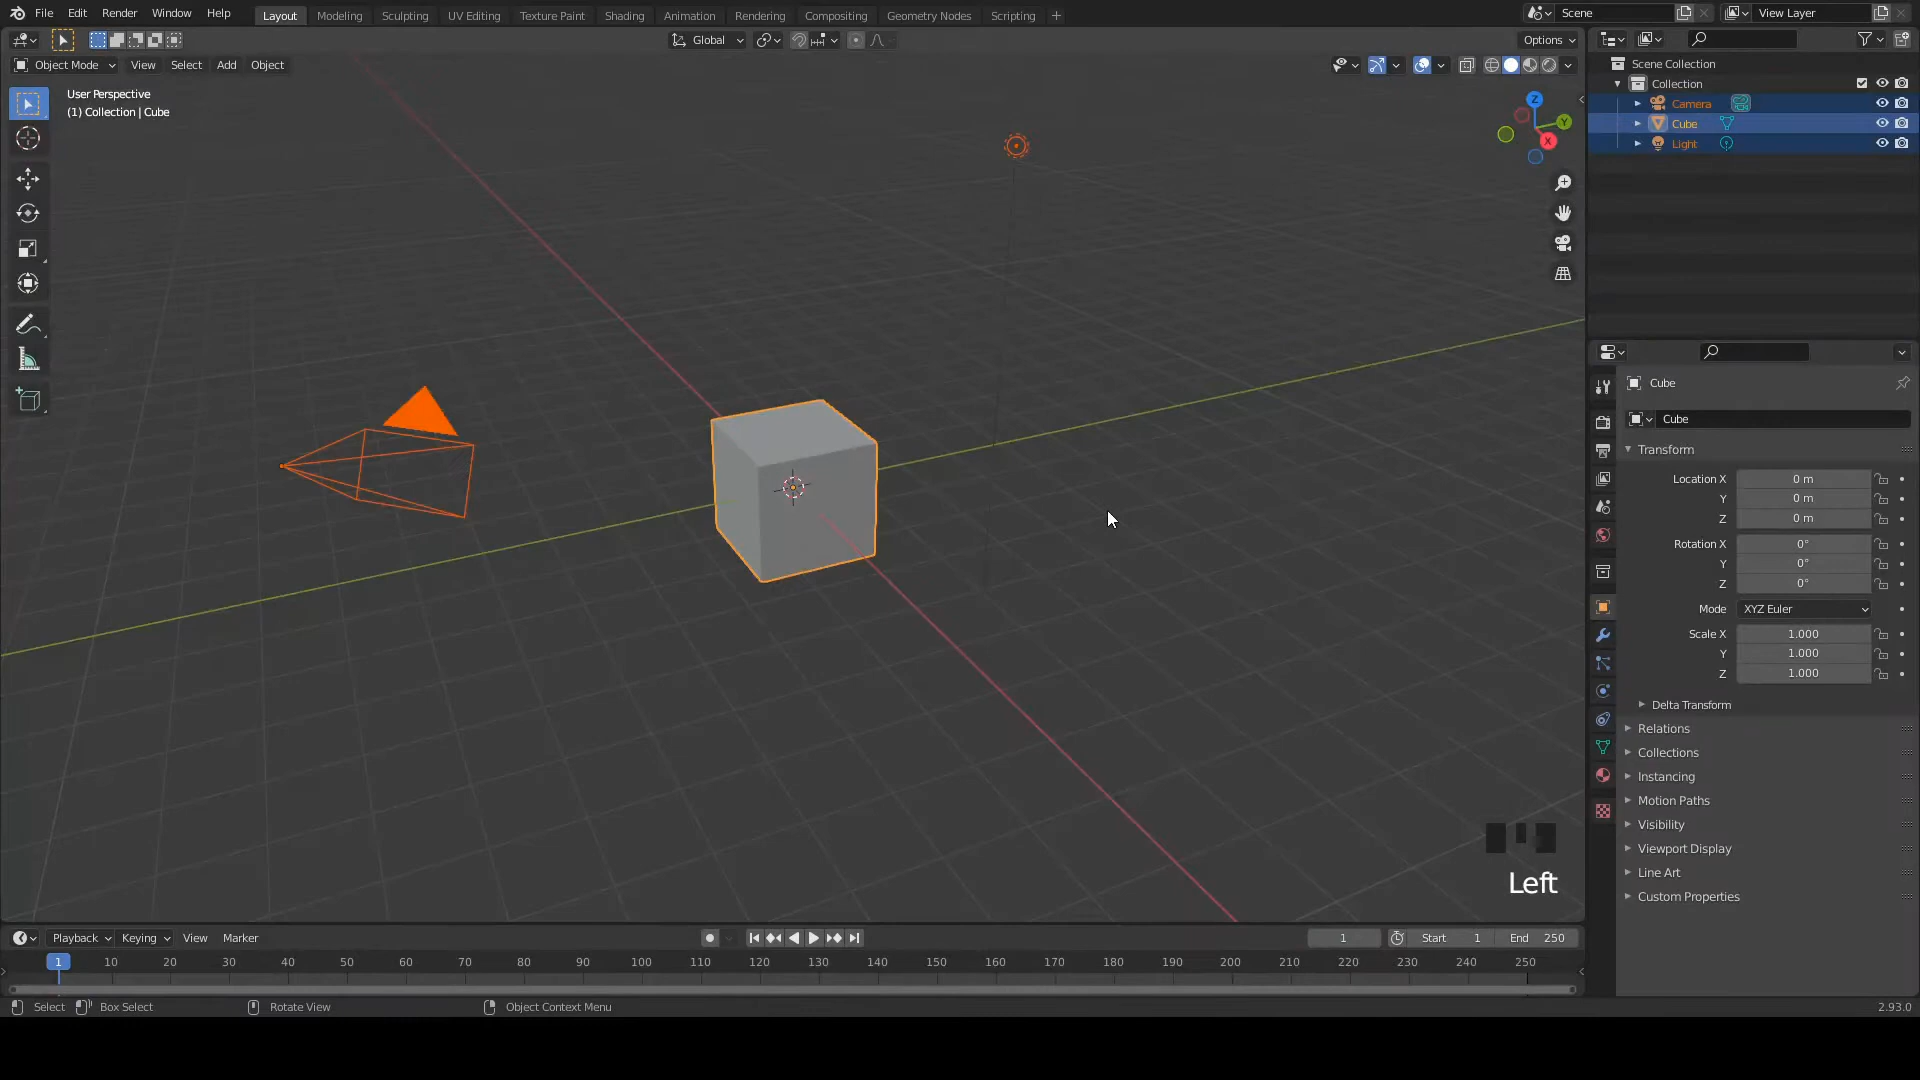 File Edit Render Window Help Layout Modeling Sculpting UV Editing Texture Paint Shading Animation Rendering Compositing Geometry Nodes Scripting + Scene View Layer
Global Options
Object Mode View Select Add Object
User Perspective
(1) Collection | Cube
Z
Y
X
Scene Collection
Collection
Camera
Cube
Light
Cube
Cube
Transform
Location X 0 m
Y 0 m
Z 0 m
Rotation X 0°
Y 0°
Z 0°
Mode XYZ Euler
Scale X 1.000
Y 1.000
Z 1.000
Delta Transform
Relations
Collections
Instancing
Motion Paths
Visibility
Viewport Display
Line Art
Custom Properties
Left
Playback Keying View Marker 1 Start 1 End 250
1 10 20 30 40 50 60 70 80 90 100 110 120 130 140 150 160 170 180 190 200 210 220 230 240 250
Select Box Select Rotate View Object Context Menu 2.93.0